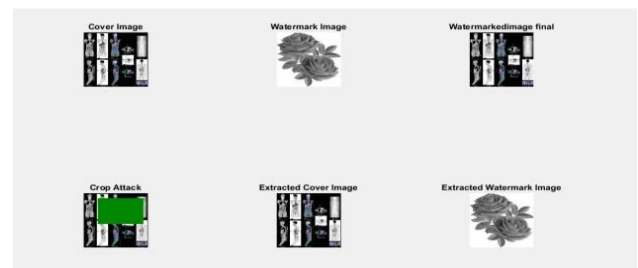 Cover Image
Watermark Image
Watermarkedimage final
Crop Attack
Extracted Cover Image
Extracted Watermark Image